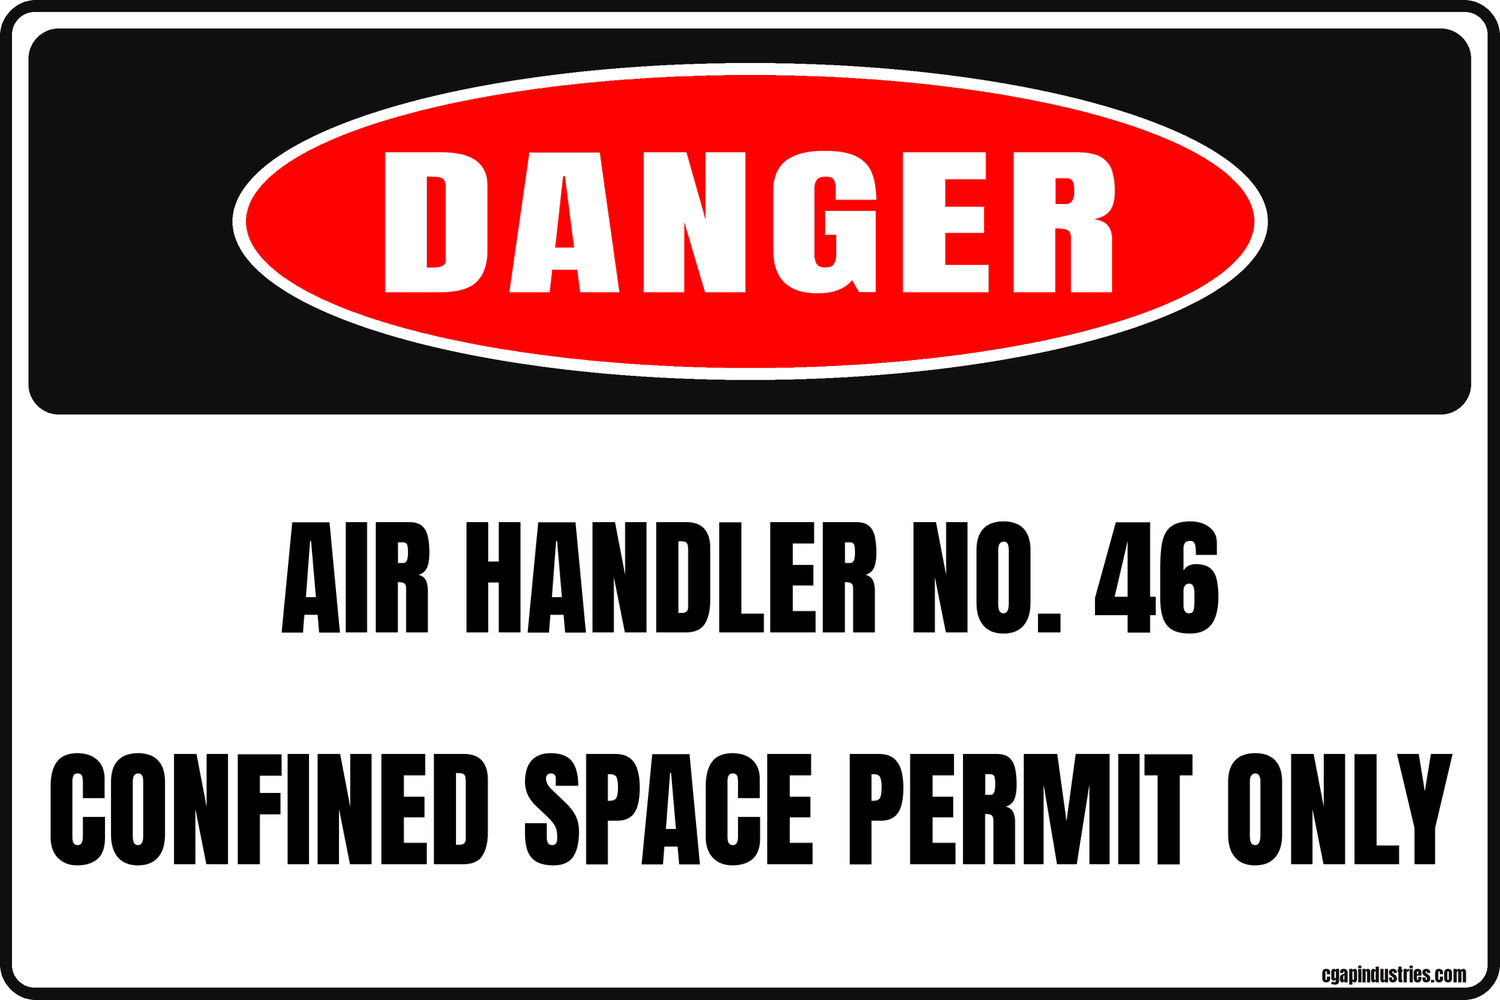 DANGER
AIR HANDLER NO. 46
CONFINED SPACE PERMIT ONLY
cgapindustries.com